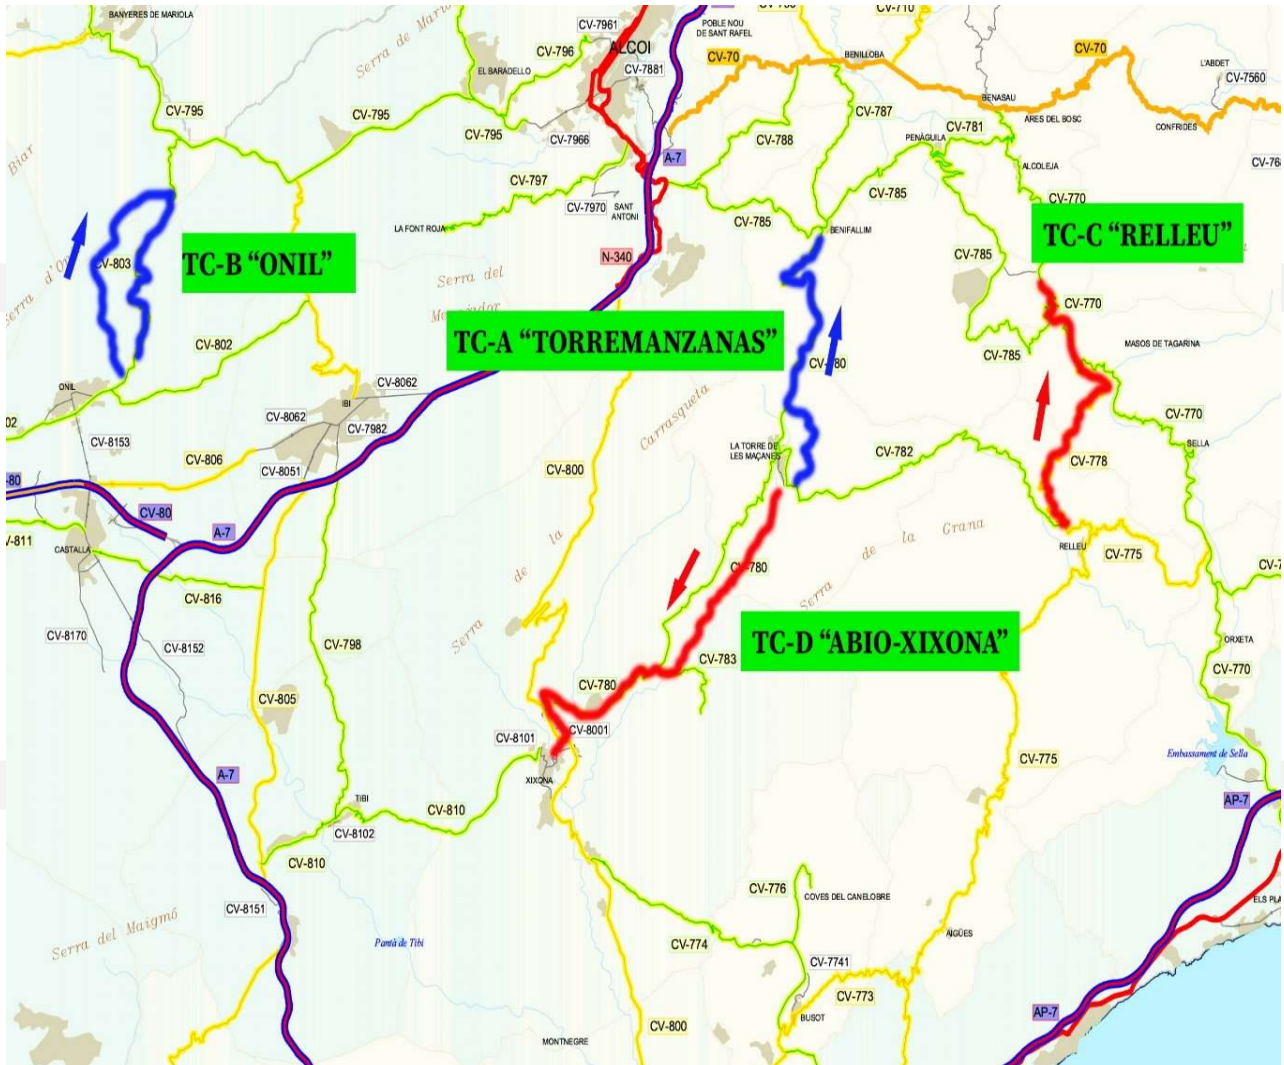 BANYERES DE MARIOLA
CV-7961
POBLE NOU
DE SANT RAFEL
CV-710
Serra de Mariola
CV-796
ALCOI
CV-70
BENILLOBA
CV-70
L'ABDET
EL BARADELLO
CV-7881
CV-7560
BENASAU
CV-795
CV-795
CV-795
CV-787
ARES DEL BOSC
CONFRIDES
CV-7966
CV-788
PENÀGUILA
CV-781
Biar
A-7
ALCOLEJA
CV-797
CV-7970
SANT
ANTONI
CV-785
CV-785
CV-770
LA FONT ROJA
BENIFALLIM
TC-C "RELLEU"
TC-B "ONIL"
CV-803
N-340
CV-785
Serra del
CV-770
TC-A "TORREMANZANAS"
CV-802
CV-785
MASOS DE TAGARINA
ONIL
CV-8062
IBI
CV-8062
CV-7982
Carrasqueta
CV-770
CV-8153
LA TORRE DE
LES MAÇANES
SELLA
CV-806
CV-8051
CV-800
CV-782
CV-778
CV-80
A-7
Serra de la Grana
CASTALLA
RELLEU
CV-775
CV-780
Serra de la
CV-816
CV-8170
CV-8152
CV-798
TC-D "ABIO-XIXONA"
ORXETA
CV-783
CV-770
CV-780
CV-805
CV-8001
CV-8101
CV-775
Embassament de Sella
A-7
XIXONA
TIBI
CV-810
AP-7
CV-8102
CV-810
CV-776
COVES DEL CANELOBRE
CV-8151
Serra del Maigmó
Pantà de Tibi
CV-774
AIGÜES
CV-7741
CV-773
BUSOT
AP-7
CV-800
MONTNEGRE